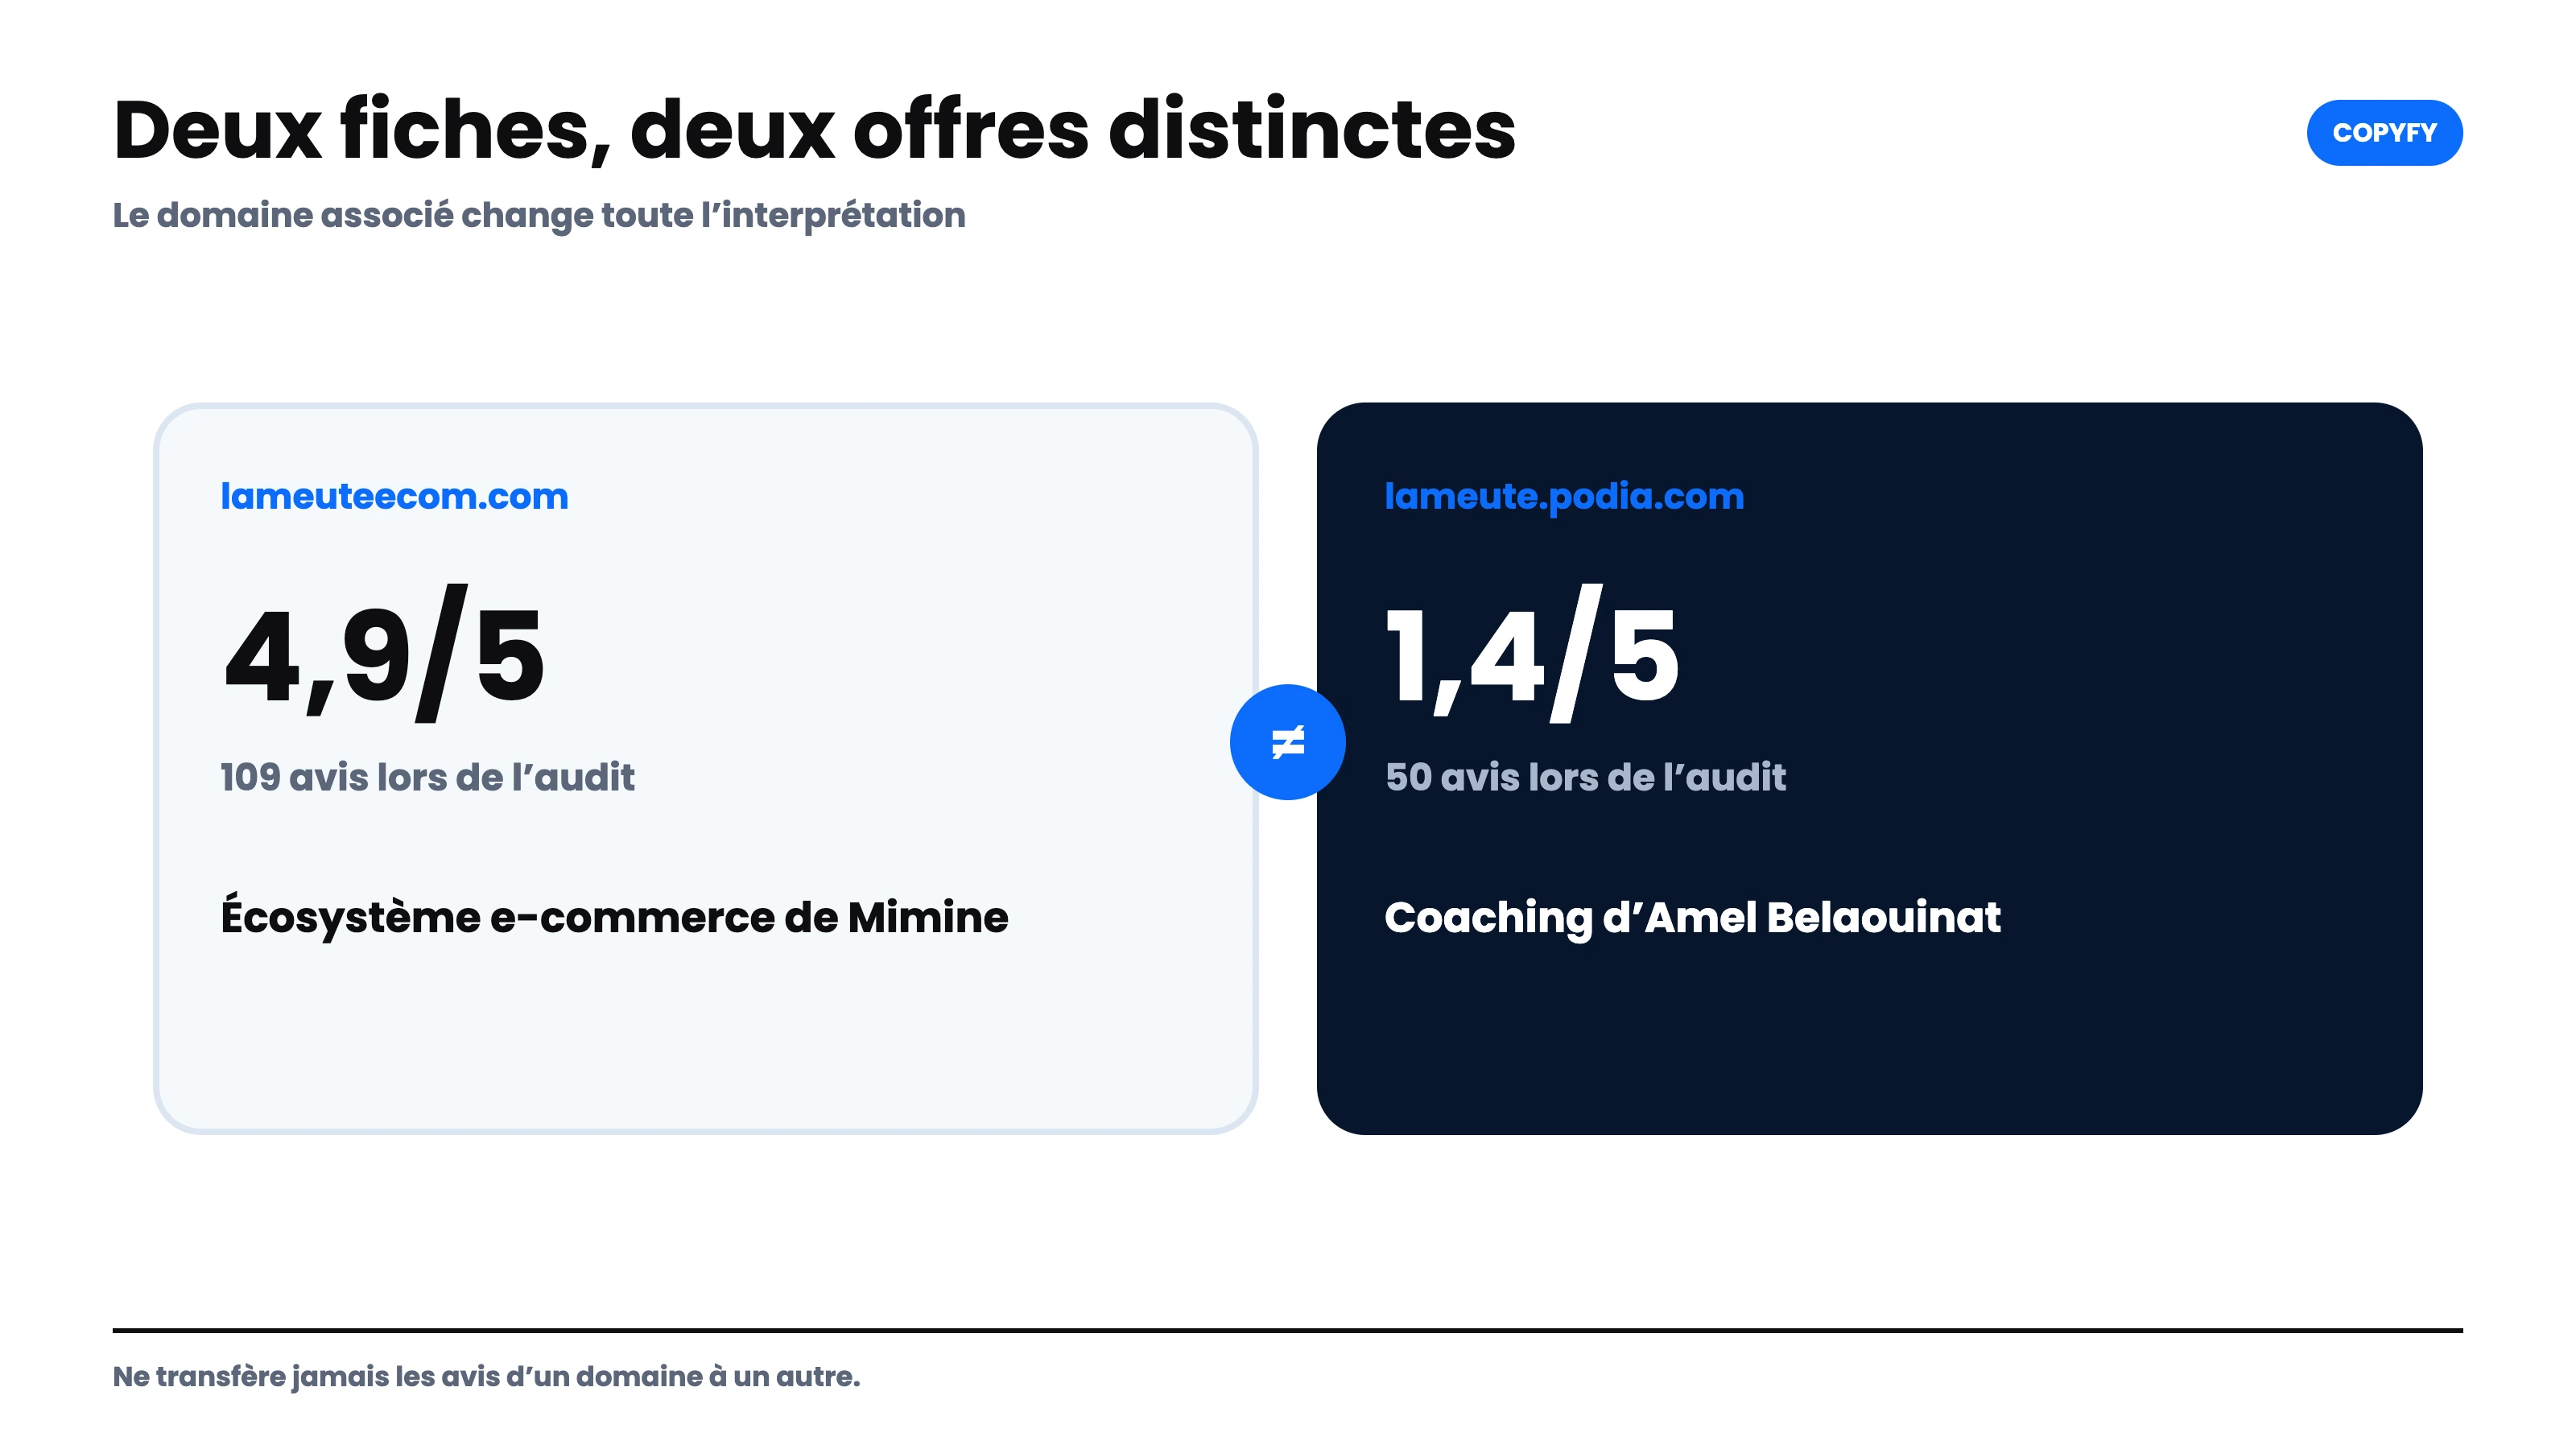 Deux fiches, deux offres distinctes
COPYFY
Le domaine associé change toute l’interprétation
lameuteecom.com
4,9/5
109 avis lors de l’audit
Écosystème e-commerce de Mimine
≠
lameute.podia.com
1,4/5
50 avis lors de l’audit
Coaching d’Amel Belaouinat
Ne transfère jamais les avis d’un domaine à un autre.